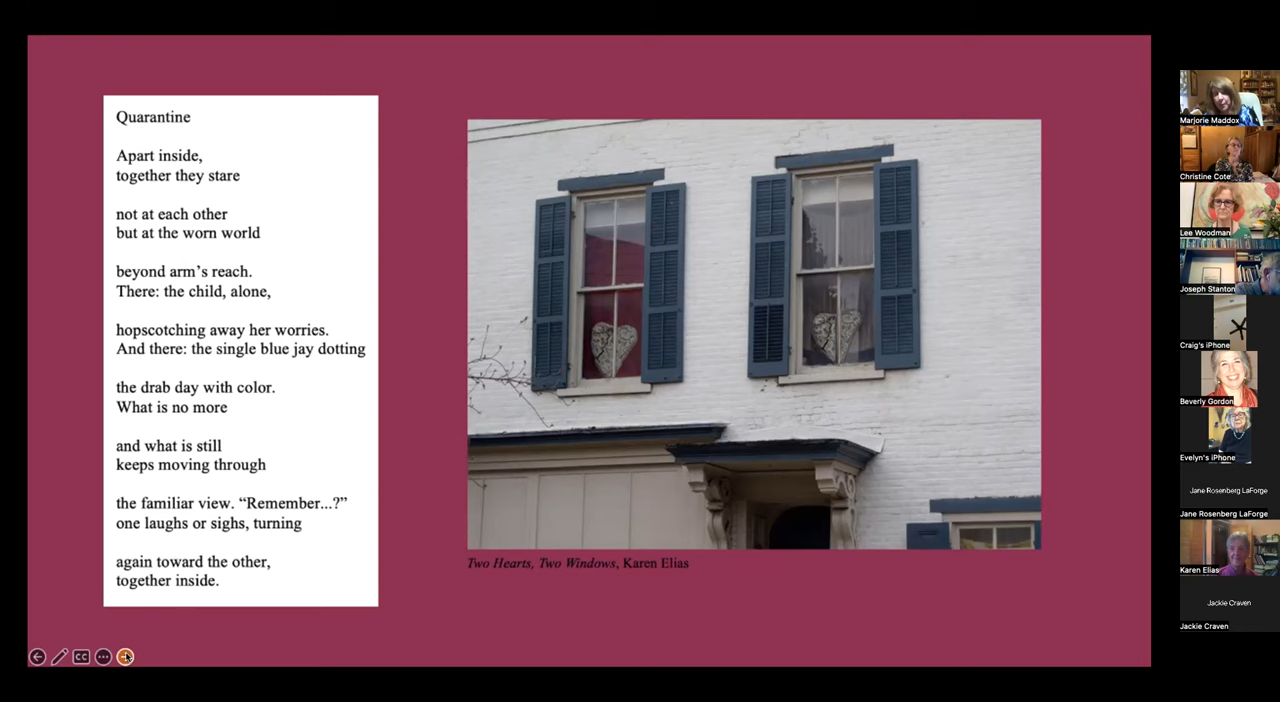 Quarantine
Apart inside,
together they stare
not at each other
but at the worn world
beyond arm's reach.
There: the child, alone,
hopscotching away her worries.
And there: the single blue jay dotting
the drab day with color.
What is no more
and what is still
keeps moving through
the familiar view. “Remember...?”
one laughs or sighs, turning
again toward the other,
together inside.
Two Hearts, Two Windows, Karen Elias
CC
Marjorie Maddox
Christine Cote
Lee Woodman
Joseph Stanton
Craig's iPhone
Beverly Gordon
Evelyn's iPhone
Jane Rosenberg LaForge
Jane Rosenberg LaForge
Karen Elias
Jackie Craven
Jackie Craven